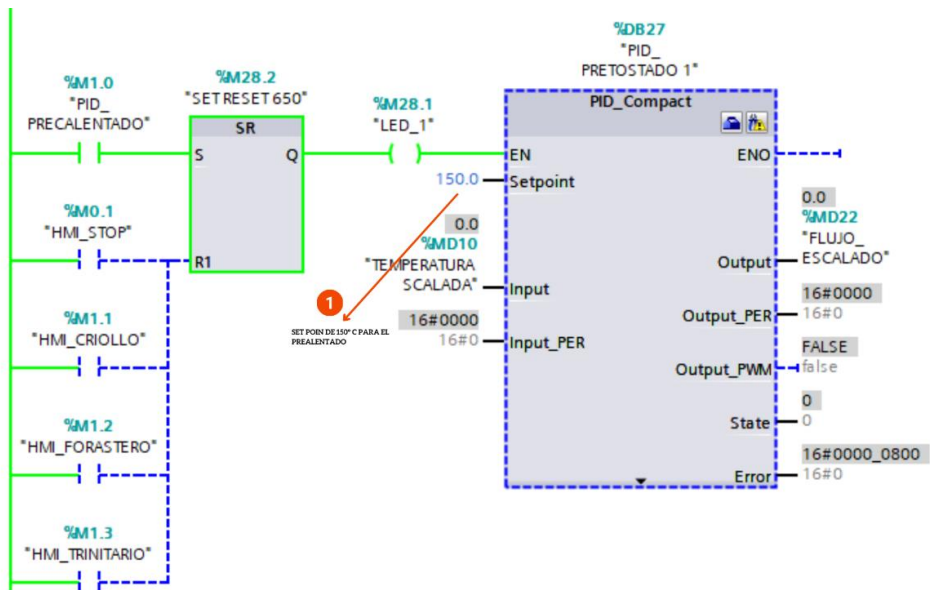 %DB27
"PID_
PRETOSTADO 1"
%M1.0
"PID_
PRECALENTADO"
%M28.2
"SET RESET 650"
%M28.1
"LED_1"
SR
S
Q
R1
PID_Compact
EN
ENO
150.0
Setpoint
0.0
%MD10
"TEMPERATURA
SCALADA"
Input
16#0000
16#0
Input_PER
0.0
%MD22
"FLUJO_
ESCALADO"
Output
16#0000
Output_PER
16#0
FALSE
Output_PWM
false
0
State
0
16#0000_0800
Error
16#0
%M0.1
"HMI_STOP"
1
SET POIN DE 150° C PARA EL
PREALENTADO
%M1.1
"HMI_CRIOLLO"
%M1.2
"HMI_FORASTERO"
%M1.3
"HMI_TRINITARIO"